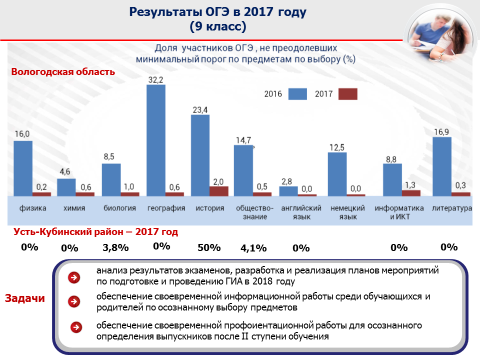 Результаты ОГЭ в 2017 году
(9 класс)
Доля участников ОГЭ , не преодолевших
минимальный порог по предметам по выбору (%)
Вологодская область
2016 2017
16,0 0,2 4,6 0,6 8,5 1,0 32,2 0,6 23,4 2,0 14,7 0,5 2,8 0,0 12,5 0,0 8,8 1,3 16,9 0,3
физика химия биология география история общество- английский немецкий информатика литература
знание язык язык и ИКТ
Усть-Кубинский район – 2017 год
0% 0% 3,8% 0% 50% 4,1% 0% 0% 0%
Задачи
анализ результатов экзаменов, разработка и реализация планов мероприятий
по подготовке и проведению ГИА в 2018 году
обеспечение своевременной информационной работы среди обучающихся и
родителей по осознанному выбору предметов
обеспечение своевременной профоиентационной работы для осознанного
определения выпускников после II ступени обучения